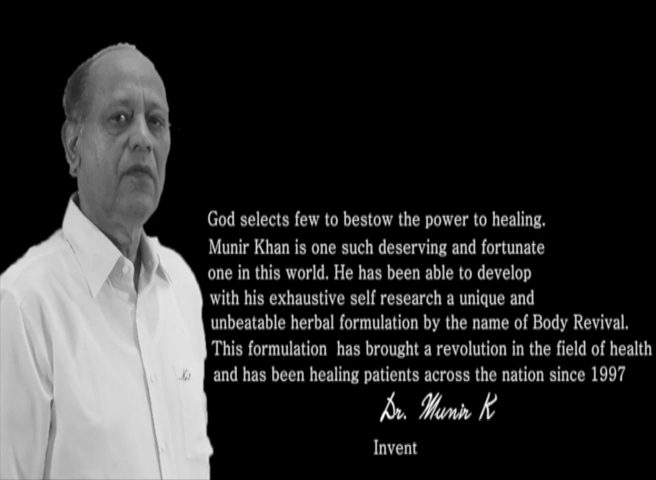 God selects few to bestow the power to healing.
Munir Khan is one such deserving and fortunate
one in this world. He has been able to develop
with his exhaustive self research a unique and
unbeatable herbal formulation by the name of Body Revival.
This formulation has brought a revolution in the field of health
and has been healing patients across the nation since 1997
Dr. Munir K
Invent